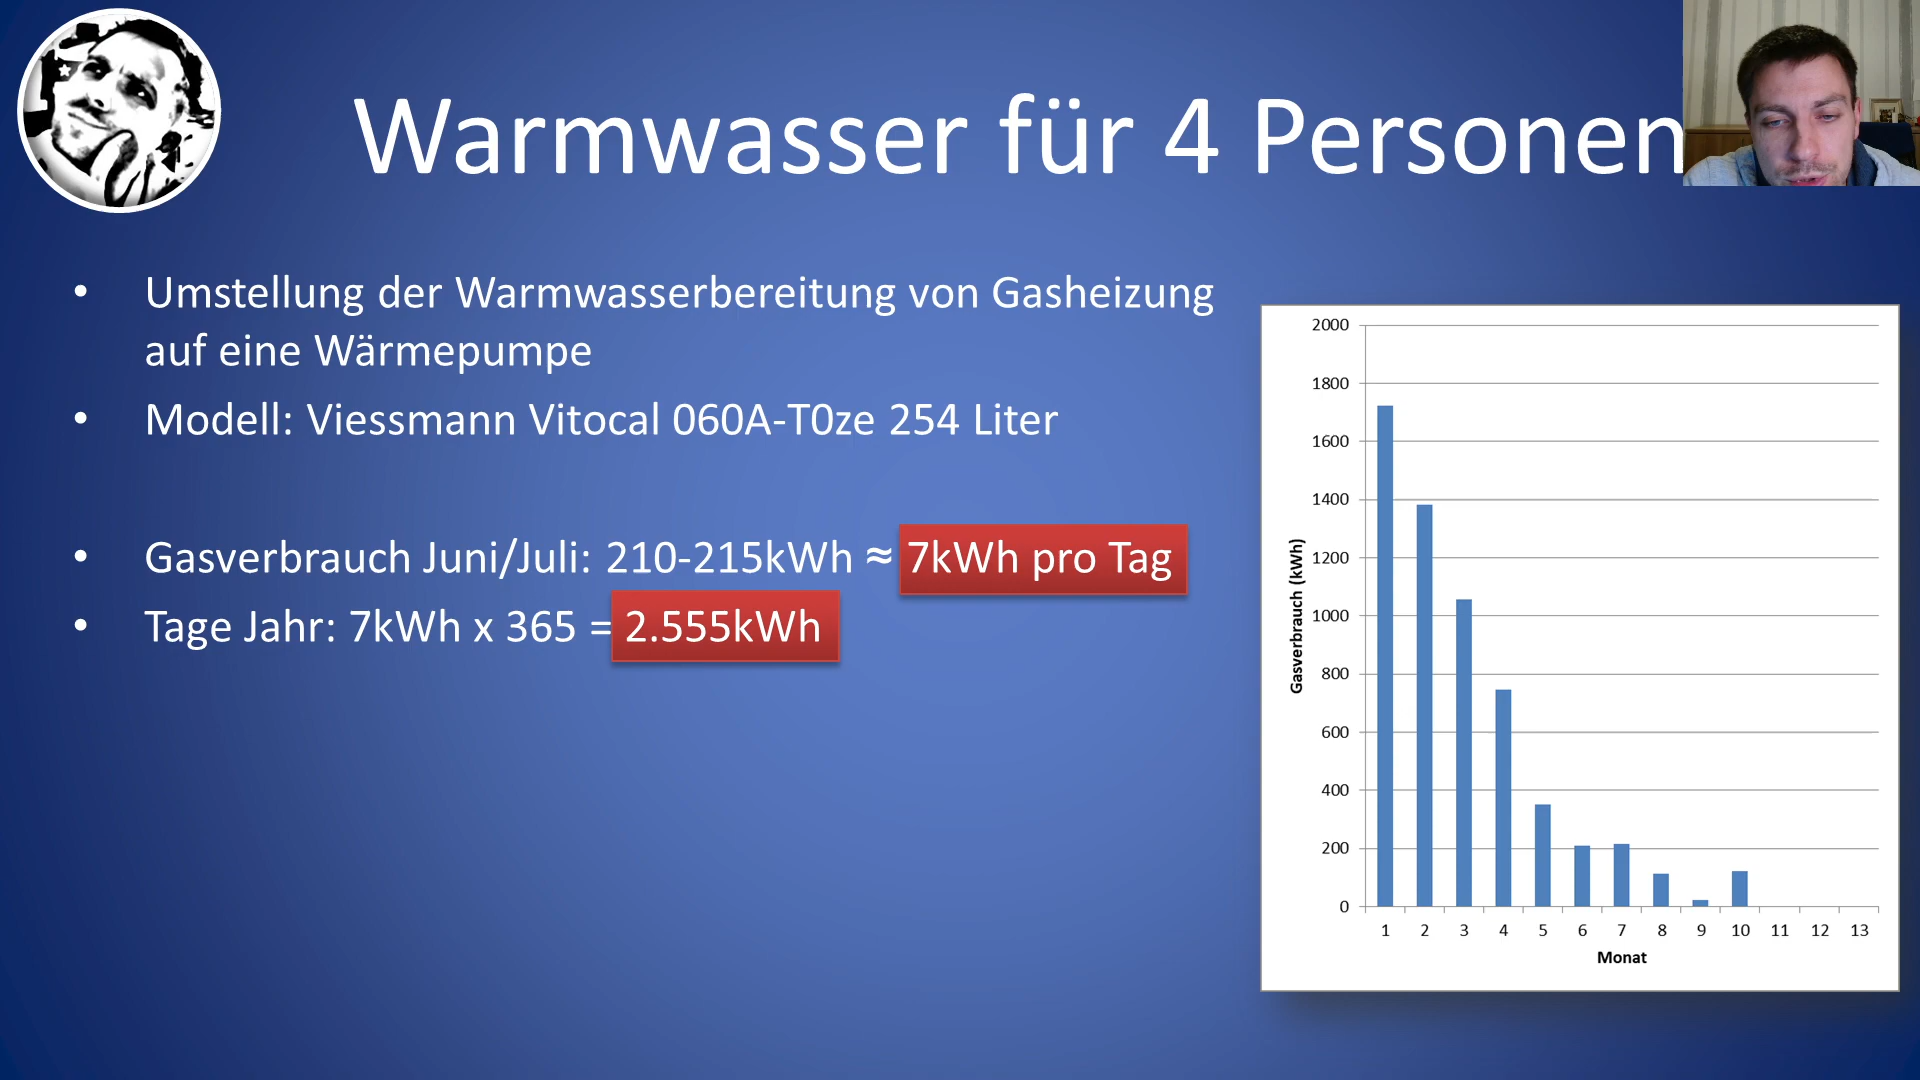 Warmwasser für 4 Personen
• Umstellung der Warmwasserbereitung von Gasheizung
auf eine Wärmepumpe
• Modell: Viessmann Vitocal 060A-T0ze 254 Liter
• Gasverbrauch Juni/Juli: 210-215kWh ≈ 7kWh pro Tag
• Tage Jahr: 7kWh x 365 = 2.555kWh
Gasverbrauch (kWh)
2000
1800
1600
1400
1200
1000
800
600
400
200
0
1 2 3 4 5 6 7 8 9 10 11 12 13
Monat